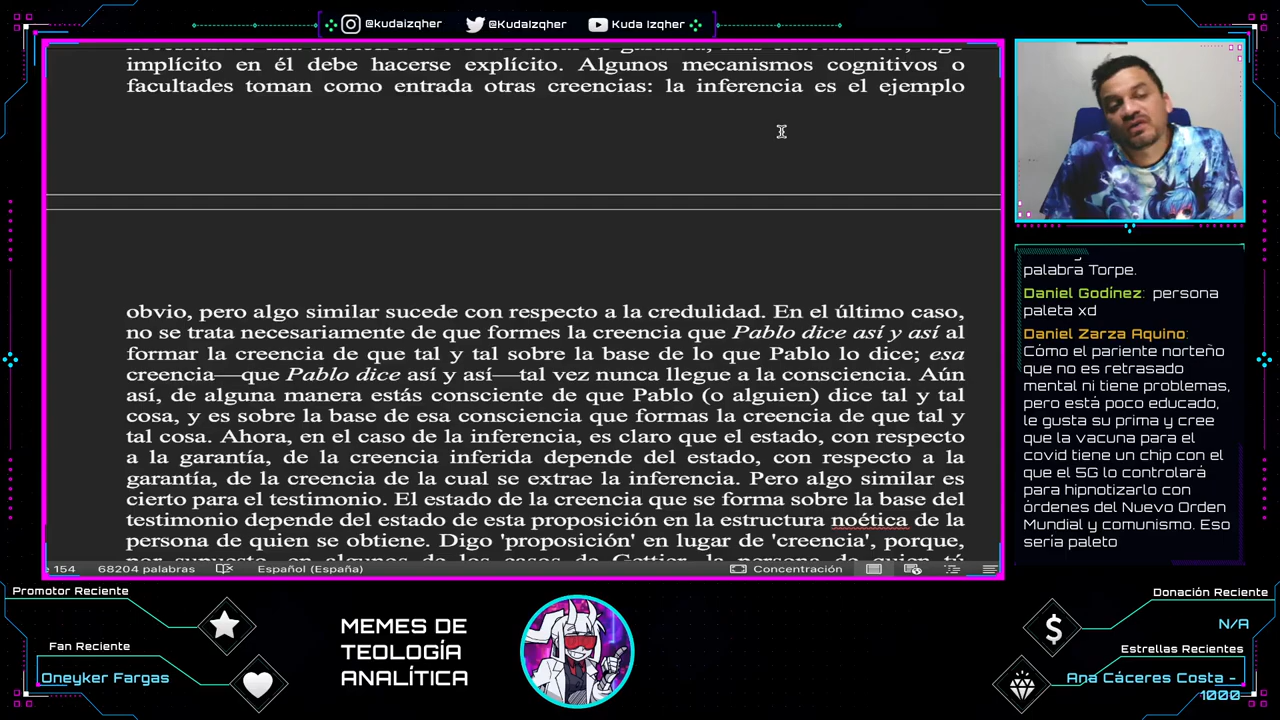 @kudaizqher
@KudaIzqher
Kuda Izqher
implícito en él debe hacerse explícito. Algunos mecanismos cognitivos o
facultades toman como entrada otras creencias: la inferencia es el ejemplo
obvio, pero algo similar sucede con respecto a la credulidad. En el último caso,
no se trata necesariamente de que formes la creencia que Pablo dice así y así al
formar la creencia de que tal y tal sobre la base de lo que Pablo lo dice; esa
creencia—que Pablo dice así y así—tal vez nunca llegue a la consciencia. Aún
así, de alguna manera estás consciente de que Pablo (o alguien) dice tal y tal
cosa, y es sobre la base de esa consciencia que formas la creencia de que tal y
tal cosa. Ahora, en el caso de la inferencia, es claro que el estado, con respecto
a la garantía, de la creencia inferida depende del estado, con respecto a la
garantía, de la creencia de la cual se extrae la inferencia. Pero algo similar es
cierto para el testimonio. El estado de la creencia que se forma sobre la base del
testimonio depende del estado de esta proposición en la estructura noética de la
persona de quien se obtiene. Digo 'proposición' en lugar de 'creencia', porque,
154
68204 palabras
Español (España)
Concentración
palabra Torpe.
Daniel Godínez: persona
paleta xd
Daniel Zarza Aquino:
Cómo el pariente norteño
que no es retrasado
mental ni tiene problemas,
pero está poco educado,
le gusta su prima y cree
que la vacuna para el
covid tiene un chip con el
que el 5G lo controlará
para hipnotizarlo con
órdenes del Nuevo Orden
Mundial y comunismo. Eso
sería paleto
Promotor Reciente
Fan Reciente
Oneyker Fargas
MEMES DE
TEOLOGÍA
ANALÍTICA
Donación Reciente
N/A
Estrellas Recientes
Ana Cáceres Costa -
1000